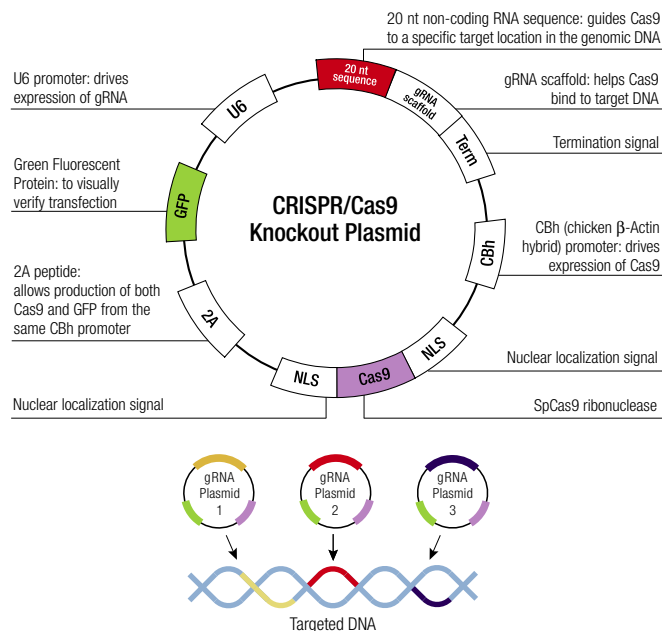 20 nt non-coding RNA sequence: guides Cas9
to a specific target location in the genomic DNA
U6 promoter: drives
expression of gRNA
U6
20 nt
sequence
gRNA
scaffold
Term
gRNA scaffold: helps Cas9
bind to target DNA
Termination signal
Green Fluorescent
Protein: to visually
verify transfection
GFP
CRISPR/Cas9
Knockout Plasmid
CBh
CBh (chicken β-Actin
hybrid) promoter: drives
expression of Cas9
2A peptide:
allows production of both
Cas9 and GFP from the
same CBh promoter
2A
NLS
Cas9
NLS
Nuclear localization signal
Nuclear localization signal
SpCas9 ribonuclease
gRNA
Plasmid
1
gRNA
Plasmid
2
gRNA
Plasmid
3
Targeted DNA